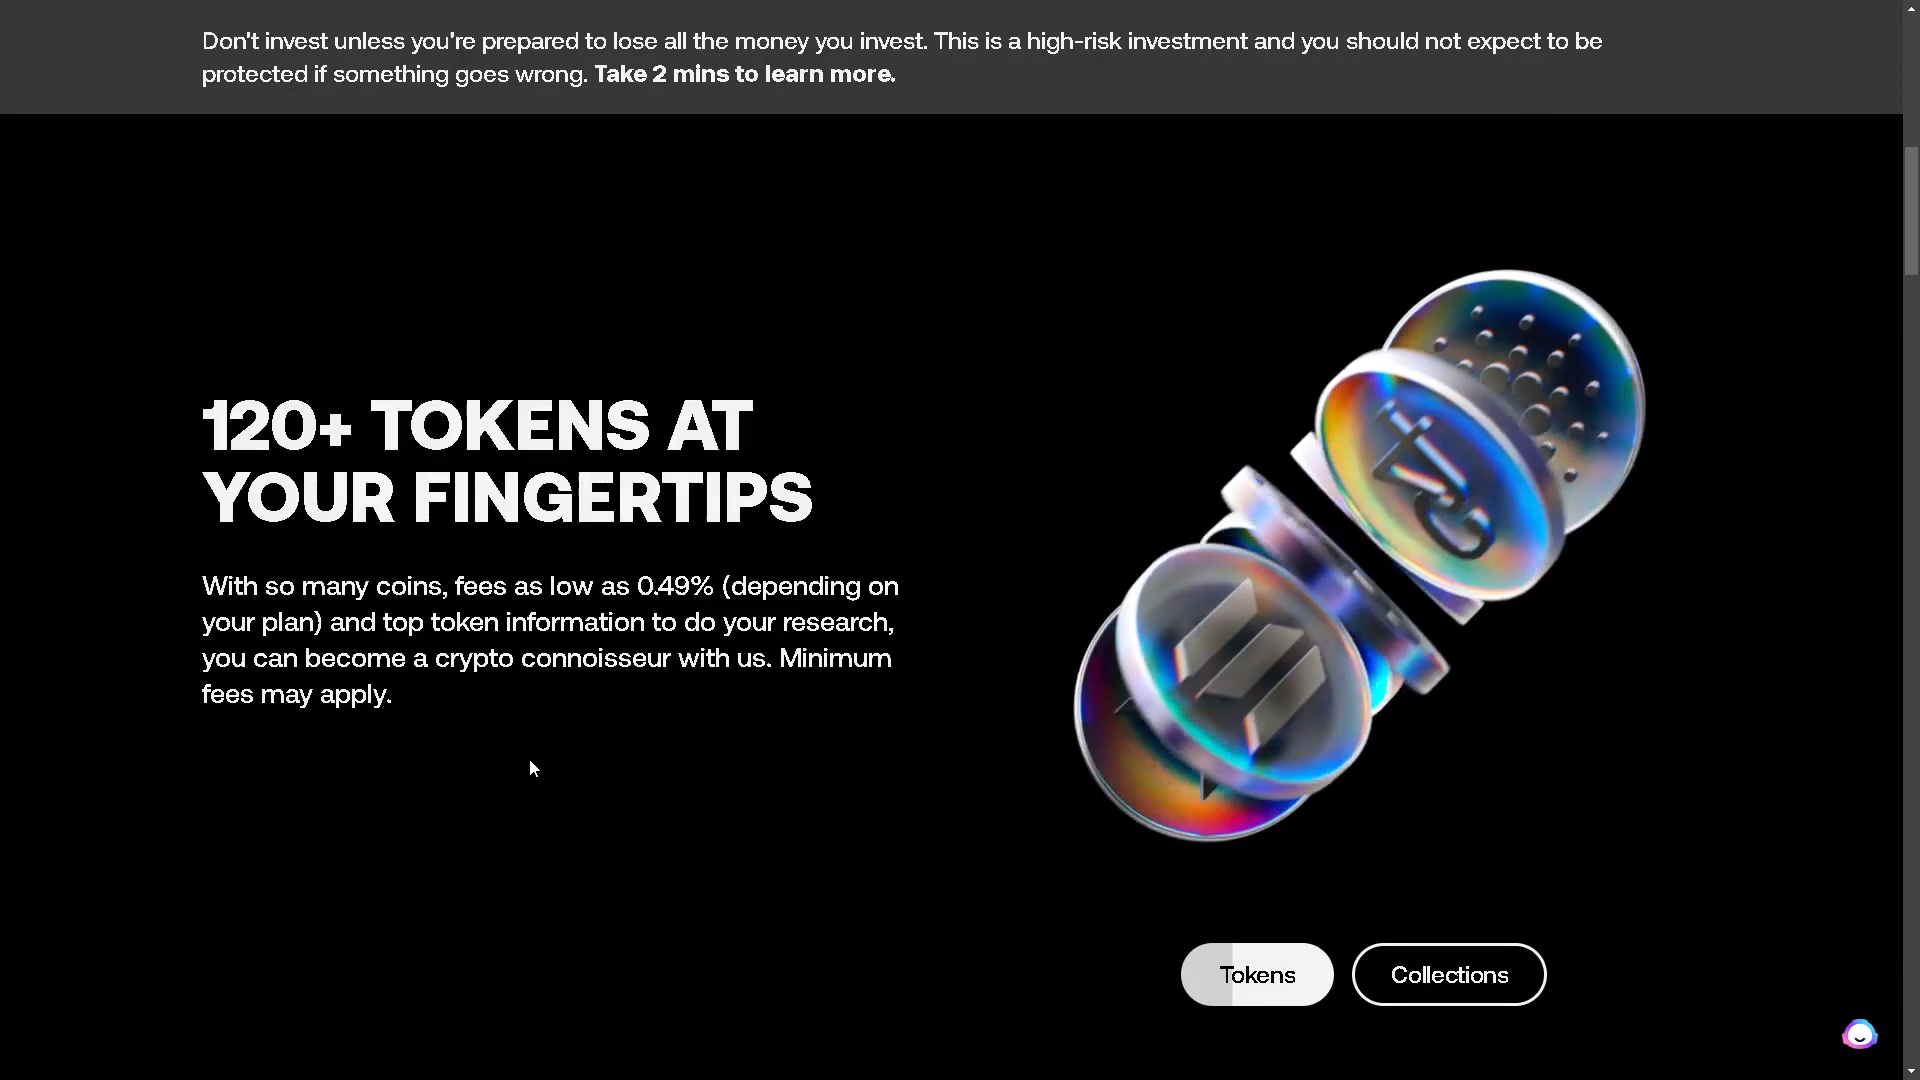 Don't invest unless you're prepared to lose all the money you invest. This is a high-risk investment and you should not expect to be
protected if something goes wrong. Take 2 mins to learn more.
120+ TOKENS AT
YOUR FINGERTIPS
With so many coins, fees as low as 0.49% (depending on
your plan) and top token information to do your research,
you can become a crypto connoisseur with us. Minimum
fees may apply.
Tokens
Collections